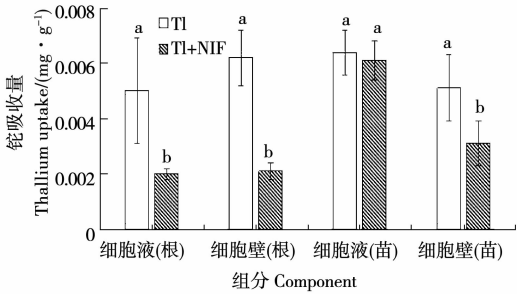 铊吸收量
Thallium uptake/(mg·g⁻¹)
0.008
0.006
0.004
0.002
0
Tl
Tl+NIF
a
b
a
b
a
a
a
b
细胞液(根)
细胞壁(根)
细胞液(苗)
细胞壁(苗)
组分 Component